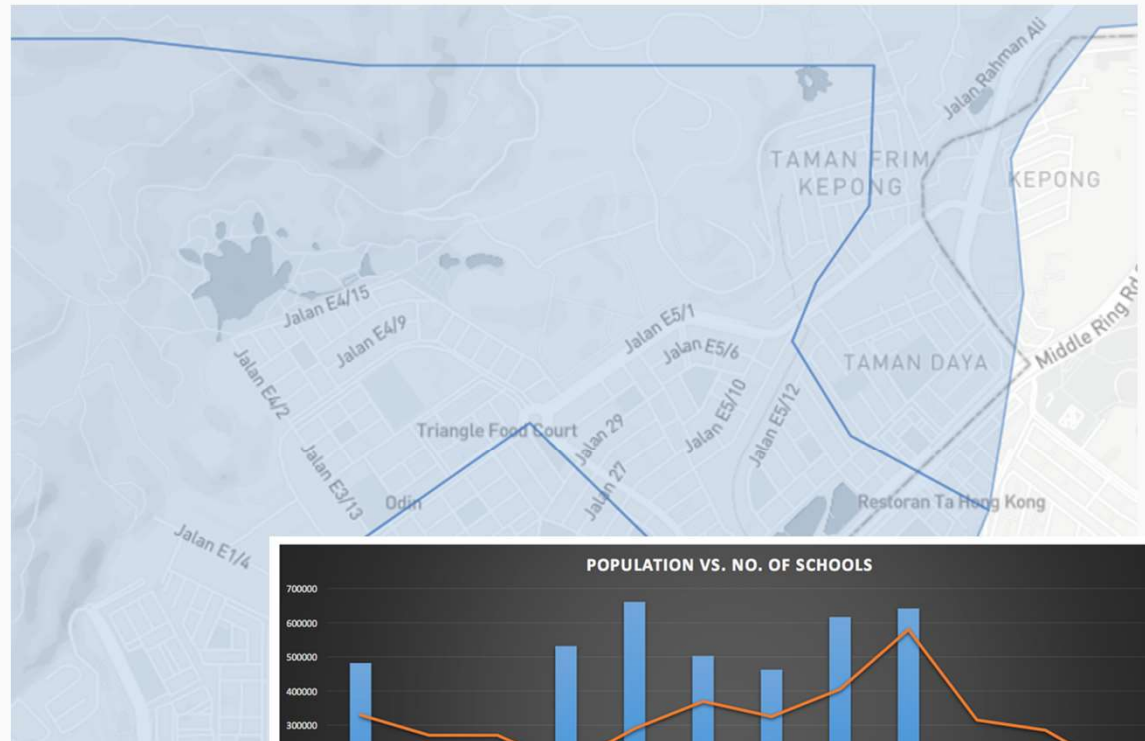 Jalan Rahman Ali
TAMAN FRIM
KEPONG
KEPONG
Jalan E4/15
Jalan E4/9
Jalan E5/1
Jalan E5/6
Middle Ring Rd
TAMAN DAYA
Jalan E4/2
Jalan E5/10
Jalan E5/12
Triangle Food Court
Jalan 29
Jalan E3/13
Jalan 27
Odin
Restoran Ta Hong Kong
Jalan E1/4
POPULATION VS. NO. OF SCHOOLS
700000
600000
500000
400000
300000